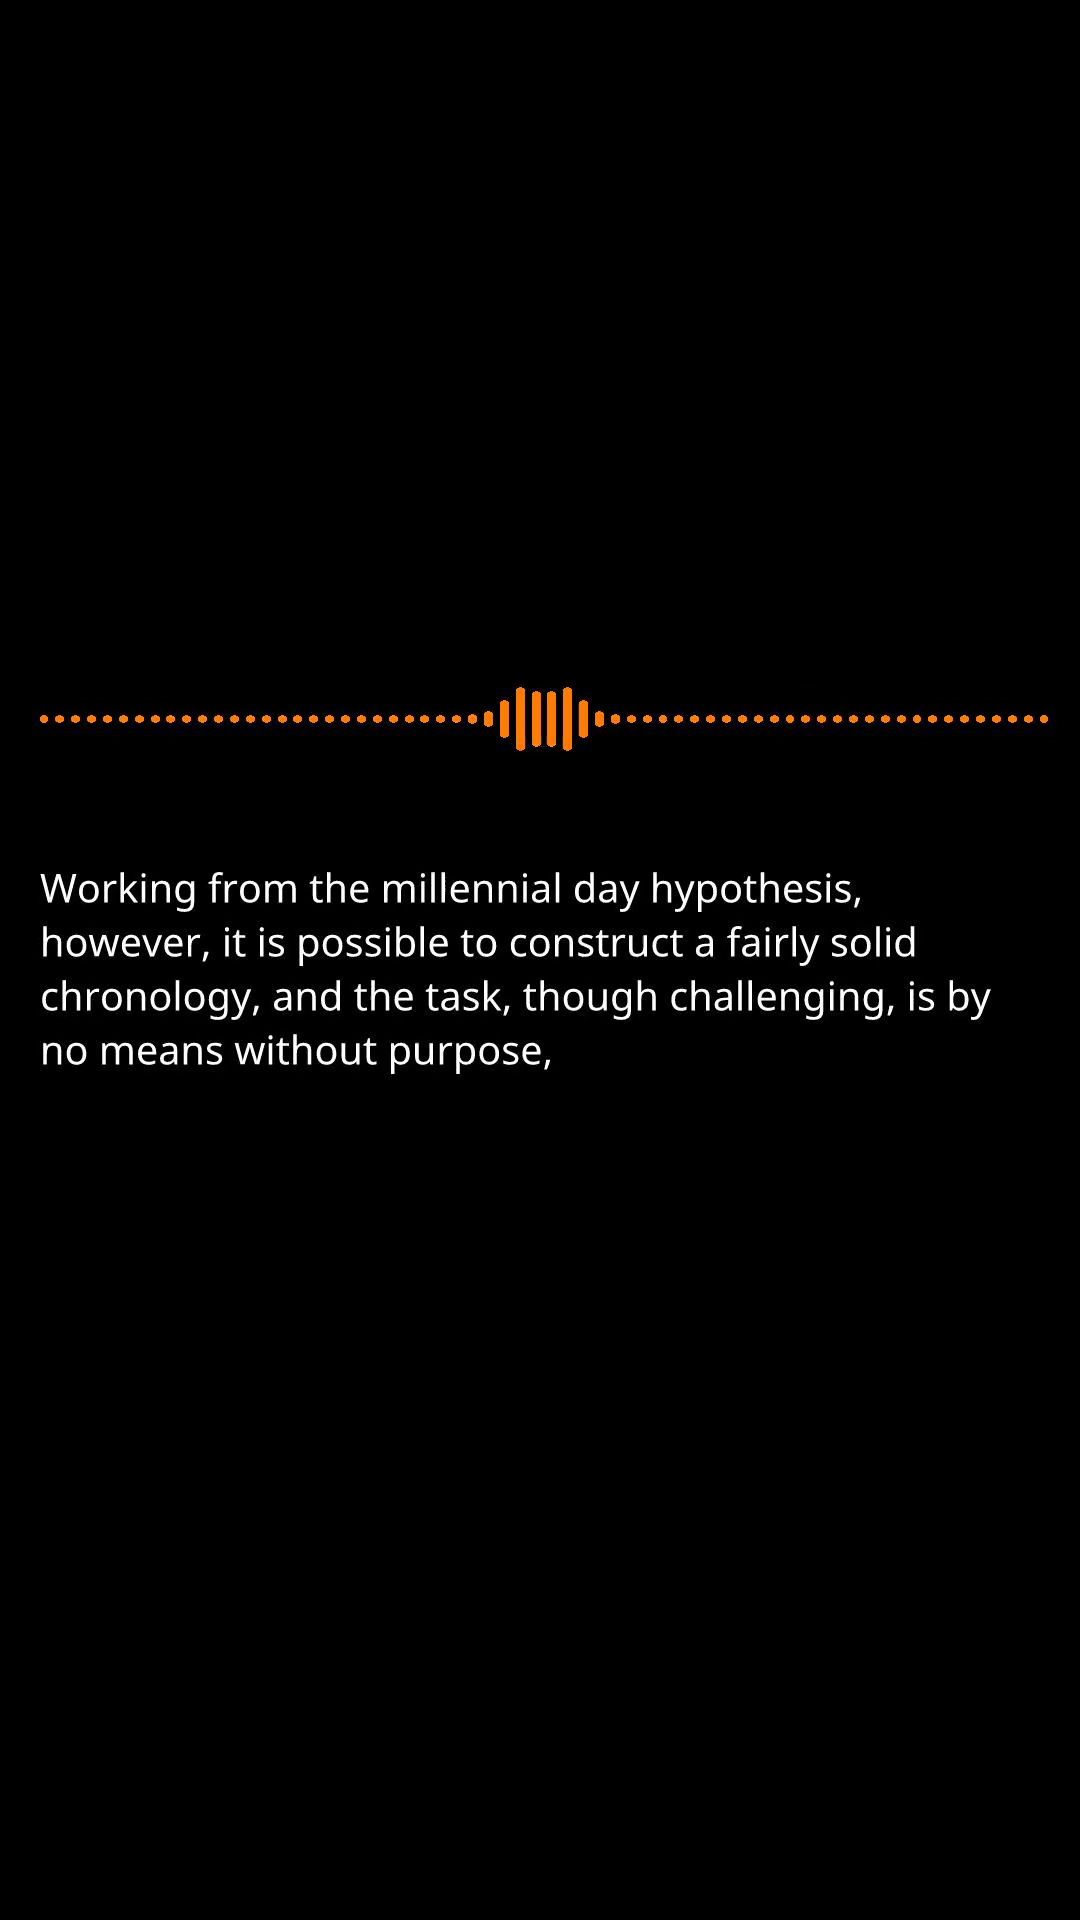 Working from the millennial day hypothesis,
however, it is possible to construct a fairly solid
chronology, and the task, though challenging, is by
no means without purpose,